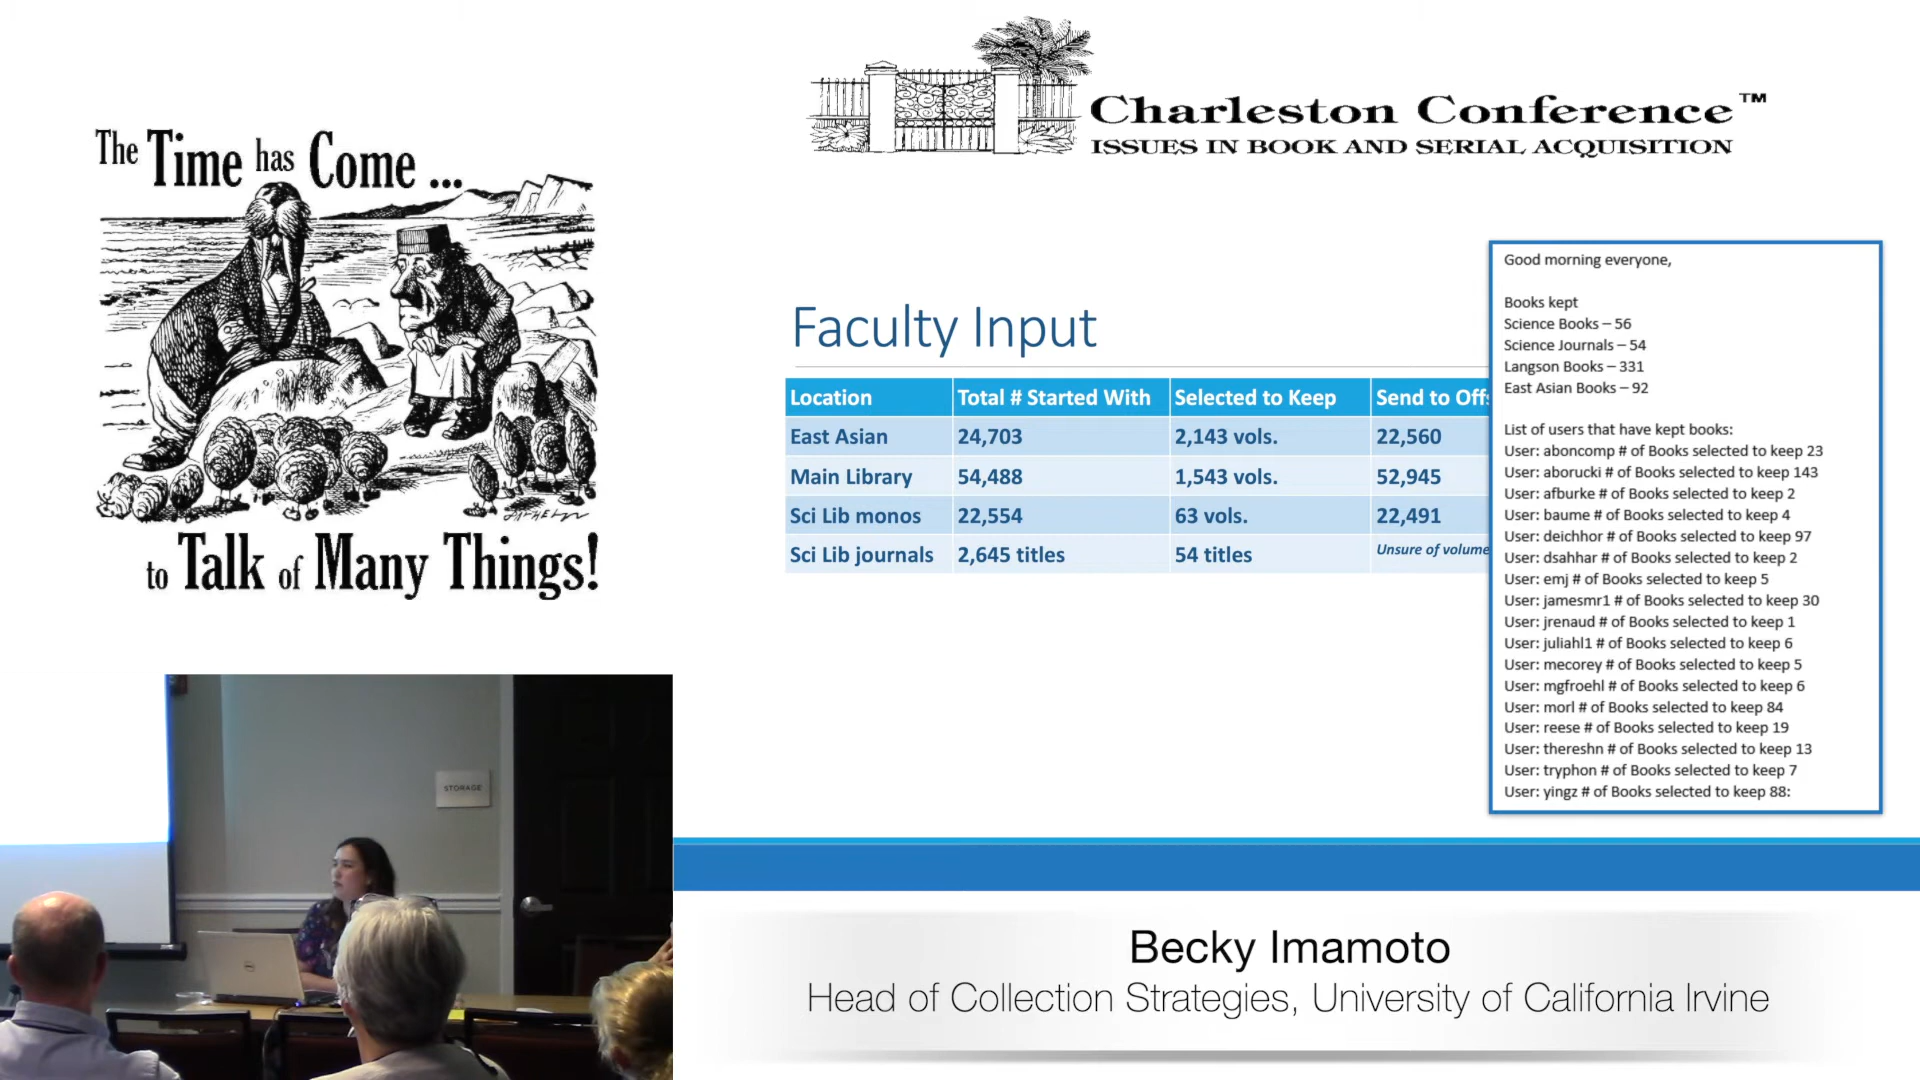 The Time has Come ...
to Talk of Many Things!
Charleston Conference™
ISSUES IN BOOK AND SERIAL ACQUISITION
Faculty Input
Location Total # Started With Selected to Keep Send to Offs
East Asian 24,703 2,143 vols. 22,560
Main Library 54,488 1,543 vols. 52,945
Sci Lib monos 22,554 63 vols. 22,491
Sci Lib journals 2,645 titles 54 titles Unsure of volume
Good morning everyone,
Books kept
Science Books – 56
Science Journals – 54
Langson Books – 331
East Asian Books – 92
List of users that have kept books:
User: aboncomp # of Books selected to keep 23
User: aborucki # of Books selected to keep 143
User: afburke # of Books selected to keep 2
User: baume # of Books selected to keep 4
User: deichhor # of Books selected to keep 97
User: dsahhar # of Books selected to keep 2
User: emj # of Books selected to keep 5
User: jamesmr1 # of Books selected to keep 30
User: jrenaud # of Books selected to keep 1
User: juliahl1 # of Books selected to keep 6
User: mecorey # of Books selected to keep 5
User: mgfroehl # of Books selected to keep 6
User: morl # of Books selected to keep 84
User: reese # of Books selected to keep 19
User: thereshn # of Books selected to keep 13
User: tryphon # of Books selected to keep 7
User: yingz # of Books selected to keep 88:
STORAGE
Becky Imamoto
Head of Collection Strategies, University of California Irvine